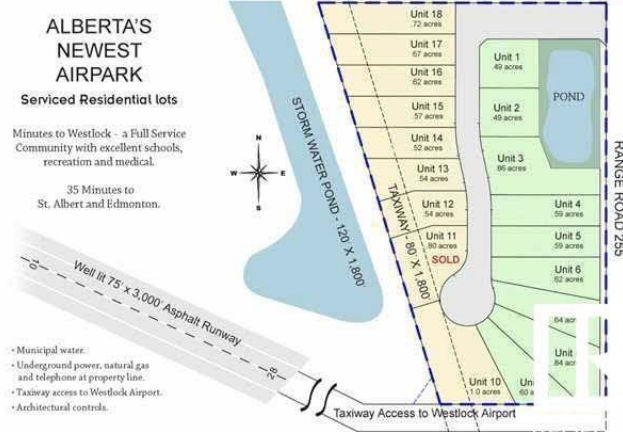 ALBERTA'S
NEWEST
AIRPARK
Serviced Residential lots
Minutes to Westlock - a Full Service
Community with excellent schools,
recreation and medical.
35 Minutes to
St. Albert and Edmonton.
N
W E
S
STORM WATER POND - 120' X 1,800'
Well lit 75' x 3,000' Asphalt Runway
10
28
• Municipal water.
• Underground power, natural gas
and telephone at property line.
• Taxiway access to Westlock Airport.
• Architectural controls.
Taxiway Access to Westlock Airport
TAXIWAY - 80' X 1,800'
Unit 18
.72 acres
Unit 17
.67 acres
Unit 16
.62 acres
Unit 15
.57 acres
Unit 14
.52 acres
Unit 13
.54 acres
Unit 12
.54 acres
Unit 11
.80 acres
SOLD
Unit 10
1.0 acres
Unit 1
.49 acres
Unit 2
.49 acres
Unit 3
.86 acres
POND
Unit 4
.59 acres
Unit 5
.59 acres
Unit 6
.62 acres
Unit
RANGE ROAD 255